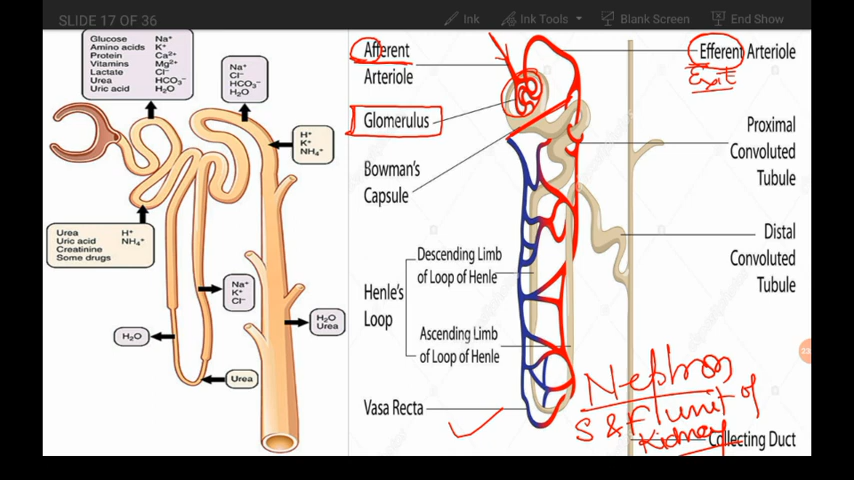 SLIDE 17 OF 36
Ink
Ink Tools
Blank Screen
End Show
Glucose Na⁺
Amino acids K⁺
Protein Ca²⁺
Vitamins Mg²⁺
Lactate Cl⁻
Urea HCO₃⁻
Uric acid H₂O
Na⁺
Cl⁻
HCO₃⁻
H₂O
H⁺
K⁺
NH₄⁺
Urea H⁺
Uric acid NH₄⁺
Creatinine
Some drugs
Na⁺
K⁺
Cl⁻
H₂O
H₂O
Urea
Urea
Afferent
Arteriole
Glomerulus
Bowman's
Capsule
Descending Limb
of Loop of Henle
Henle's
Loop
Ascending Limb
of Loop of Henle
Vasa Recta
Efferent Arteriole
Exit
Proximal
Convoluted
Tubule
Distal
Convoluted
Tubule
Nephron
S & F unit of
Kidney
Collecting Duct